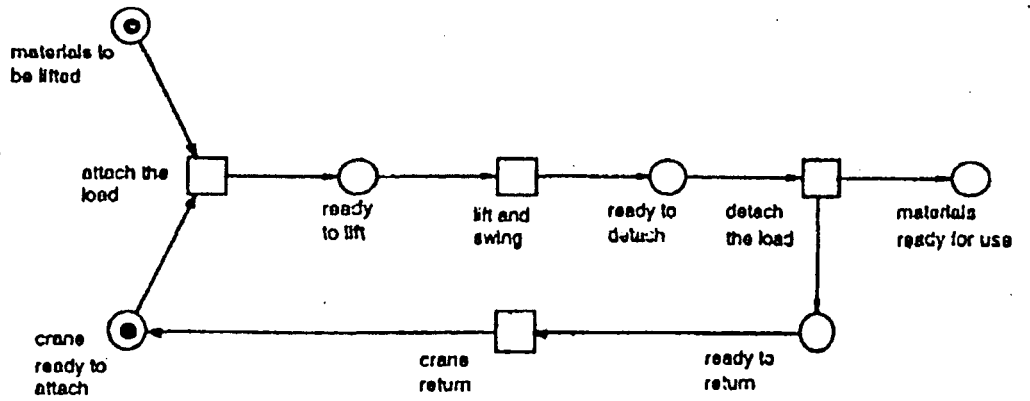 materials to
be lifted
attach the
load
ready
to lift
lift and
swing
ready to
detach
detach
the load
materials
ready for use
crane
ready to
attach
crane
return
ready to
return